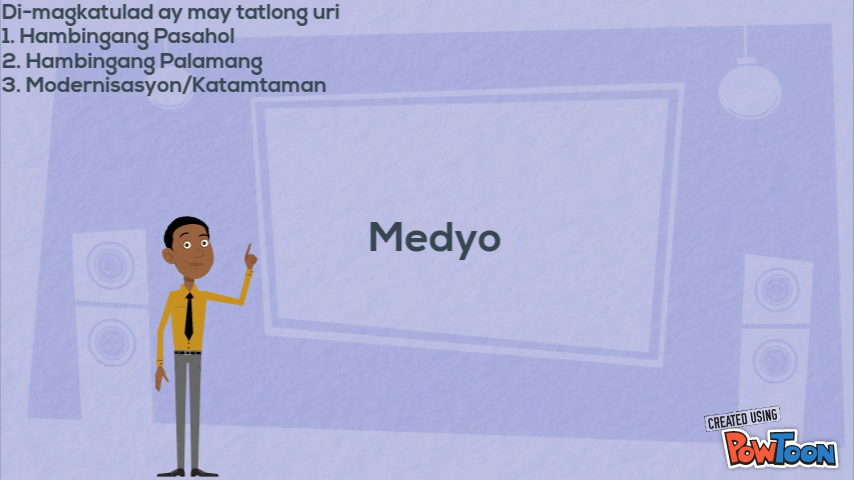 Di-magkatulad ay may tatlong uri
1. Hambingang Pasahol
2. Hambingang Palamang
3. Modernisasyon/Katamtaman
Medyo
CREATED USING
POWTOON